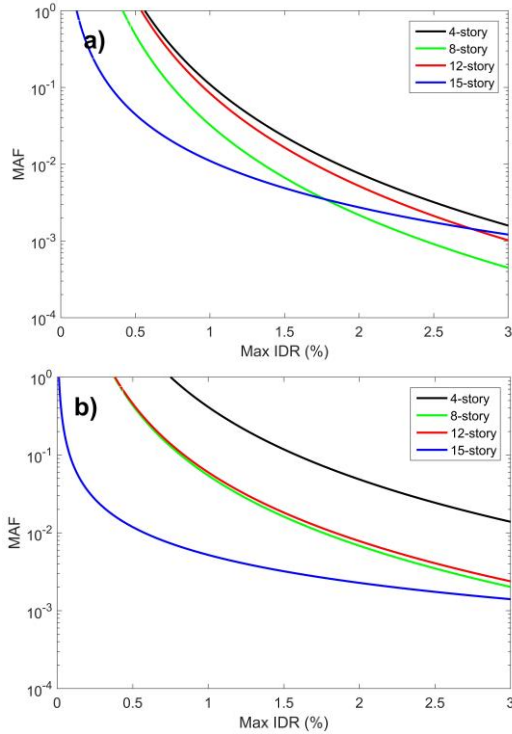 10^0
a)
4-story
8-story
12-story
15-story
10^-1
MAF
10^-2
10^-3
10^-4
0 0.5 1 1.5 2 2.5 3
Max IDR (%)
10^0
b)
4-story
8-story
12-story
15-story
10^-1
MAF
10^-2
10^-3
10^-4
0 0.5 1 1.5 2 2.5 3
Max IDR (%)